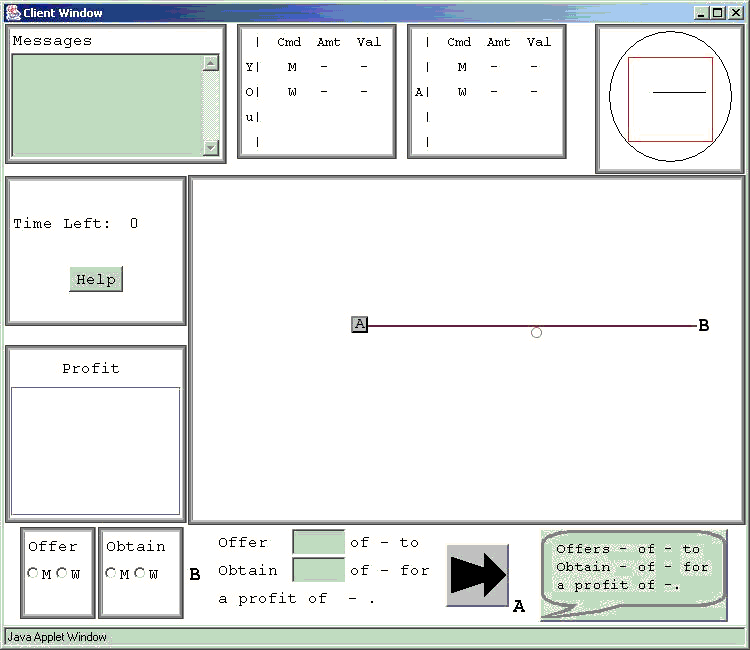 Client Window
Messages
| Cmd Amt Val
Y| M - -
O| W - -
u|
|
| Cmd Amt Val
| M - -
A| W - -
|
|
Time Left: 0
Help
A
B
Profit
Offer
M W
Obtain
M W
B
Offer of - to
Obtain of - for
a profit of - .
A
Offers - of - to
Obtain - of - for
a profit of -.
Java Applet Window